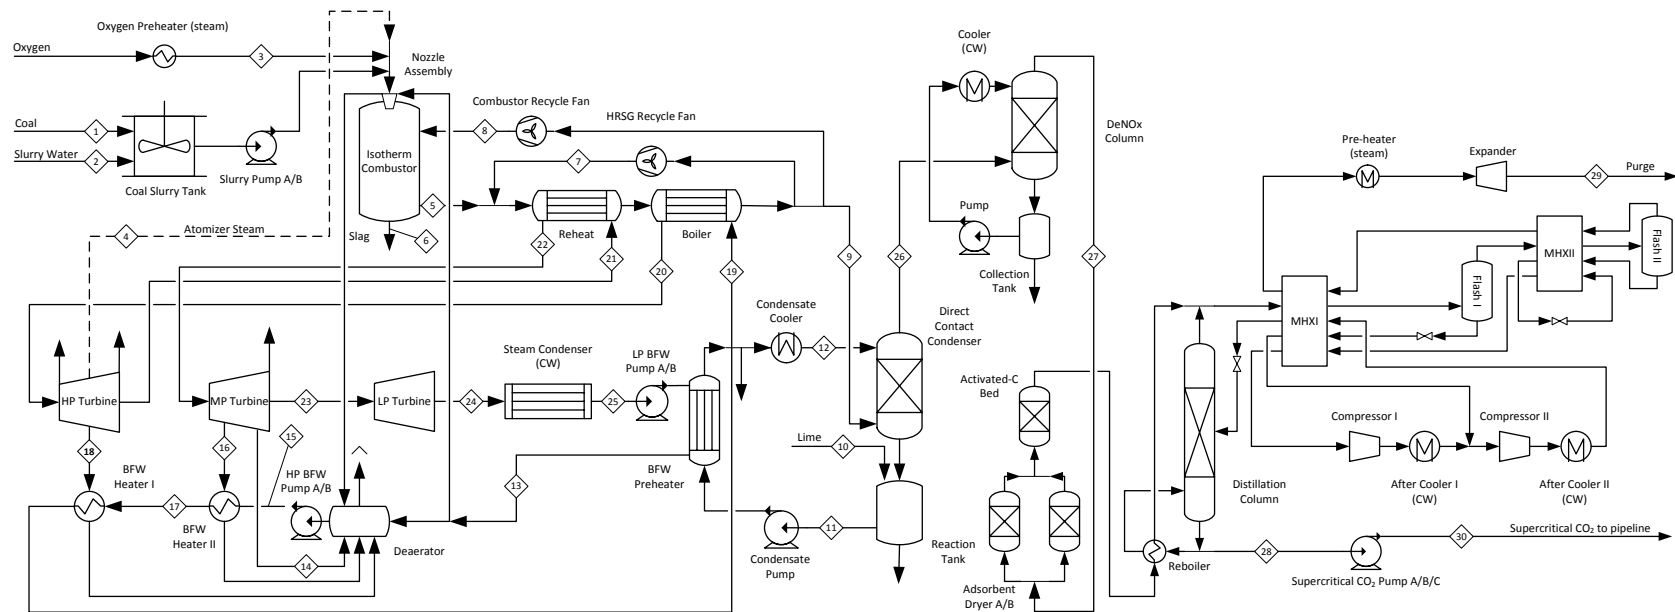 Oxygen Preheater (steam)
Oxygen
3
Nozzle
Assembly
Coal
1
Slurry Water
2
Coal Slurry Tank
Slurry Pump A/B
Isotherm
Combustor
Combustor Recycle Fan
8
HRSG Recycle Fan
7
5
Slag
6
Reheat
Boiler
Atomizer Steam
4
22
21
20
19
9
26
27
Cooler
(CW)
DeNOx
Column
Pump
Collection
Tank
Condensate
Cooler
12
Direct
Contact
Condenser
HP Turbine
MP Turbine
23
LP Turbine
24
Steam Condenser
(CW)
25
LP BFW
Pump A/B
BFW
Preheater
18
16
15
BFW
Heater I
17
BFW
Heater II
HP BFW
Pump A/B
14
Deaerator
13
Lime
10
11
Condensate
Pump
Reaction
Tank
Activated-C
Bed
Adsorbent
Dryer A/B
Pre-heater
(steam)
Expander
29
Purge
MHXI
Flash I
MHXII
Flash II
Compressor I
Compressor II
After Cooler I
(CW)
After Cooler II
(CW)
Distillation
Column
Reboiler
28
Supercritical CO₂ Pump A/B/C
30
Supercritical CO₂ to pipeline